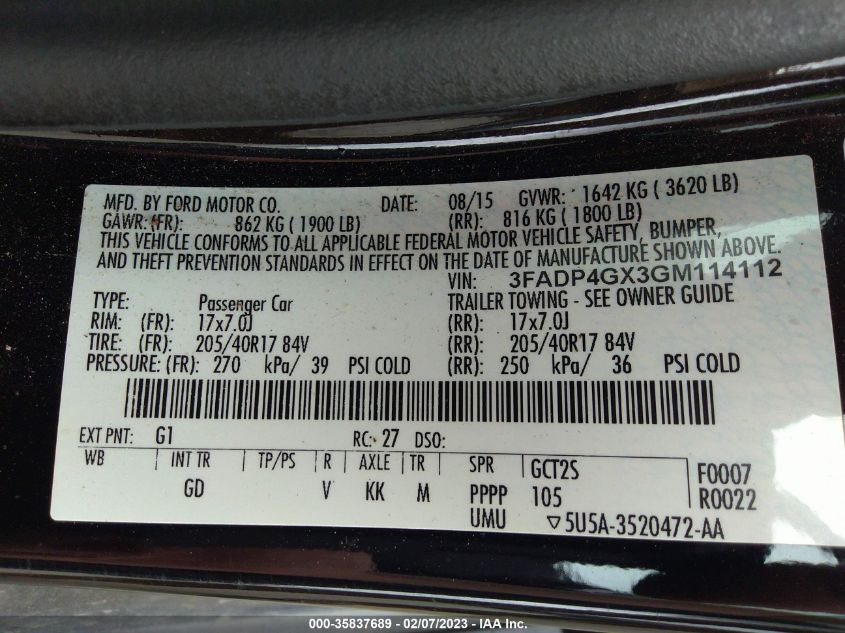 MFD. BY FORD MOTOR CO. DATE: 08/15 GVWR: 1642 KG ( 3620 LB)
GAWR: (FR): 862 KG ( 1900 LB) (RR): 816 KG ( 1800 LB)
THIS VEHICLE CONFORMS TO ALL APPLICABLE FEDERAL MOTOR VEHICLE SAFETY, BUMPER,
AND THEFT PREVENTION STANDARDS IN EFFECT ON THE DATE OF MANUFACTURE SHOWN ABOVE.
VIN: 3FADP4GX3GM114112
TYPE: Passenger Car TRAILER TOWING - SEE OWNER GUIDE
RIM: (FR): 17x7.0J (RR): 17x7.0J
TIRE: (FR): 205/40R17 84V (RR): 205/40R17 84V
PRESSURE: (FR): 270 kPa/ 39 PSI COLD (RR): 250 kPa/ 36 PSI COLD
EXT PNT: G1 RC: 27 DSO:
WB | INT TR | TP/PS | R | AXLE | TR | SPR GCT2S F0007
GD V KK M PPPP 105 R0022
UMU ▽5U5A-3520472-AA
000-35837689 - 02/07/2023 - IAA Inc.